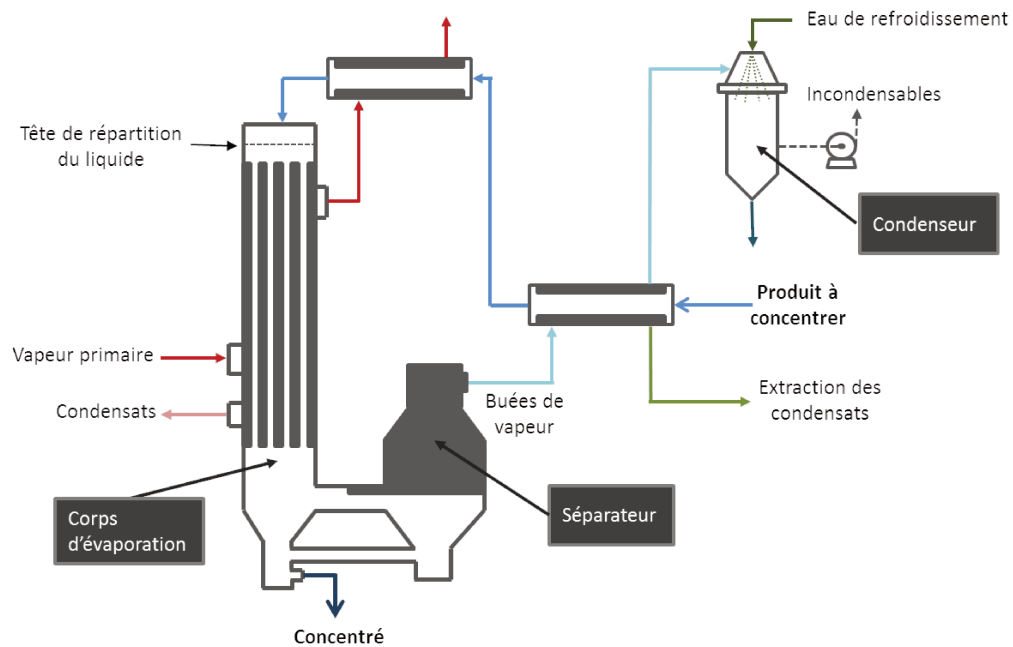 Eau de refroidissement
Incondensables
Tête de répartition
du liquide
Condenseur
Produit à
concentrer
Vapeur primaire
Condensats
Buées de
vapeur
Extraction des
condensats
Corps
d'évaporation
Séparateur
Concentré